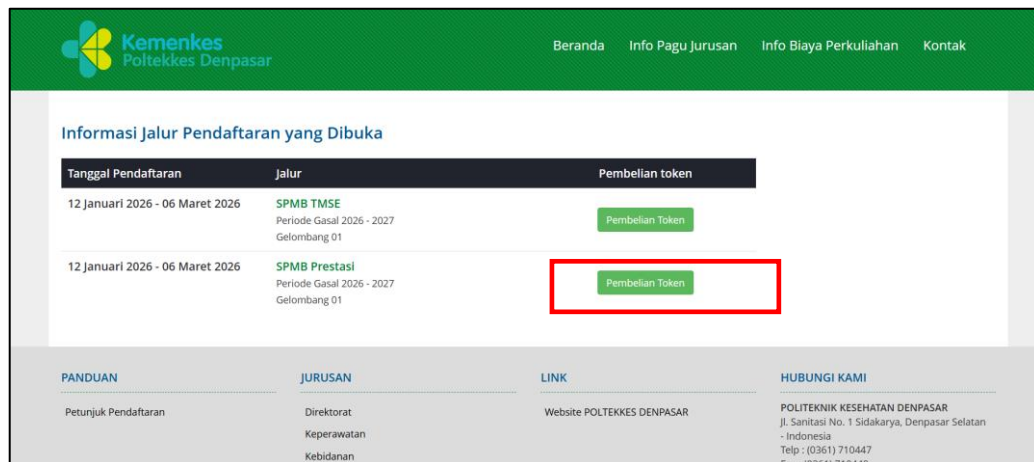 Kemenkes
Poltekkes Denpasar
Beranda Info Pagu Jurusan Info Biaya Perkuliahan Kontak
Informasi Jalur Pendaftaran yang Dibuka
Tanggal Pendaftaran Jalur Pembelian token
12 Januari 2026 - 06 Maret 2026 SPMB TMSE Pembelian Token
Periode Gasal 2026 - 2027
Gelombang 01
12 Januari 2026 - 06 Maret 2026 SPMB Prestasi Pembelian Token
Periode Gasal 2026 - 2027
Gelombang 01
PANDUAN
Petunjuk Pendaftaran
JURUSAN
Direktorat
Keperawatan
Kebidanan
LINK
Website POLTEKKES DENPASAR
HUBUNGI KAMI
POLITEKNIK KESEHATAN DENPASAR
Jl. Sanitasi No. 1 Sidakarya, Denpasar Selatan
- Indonesia
Telp : (0361) 710447